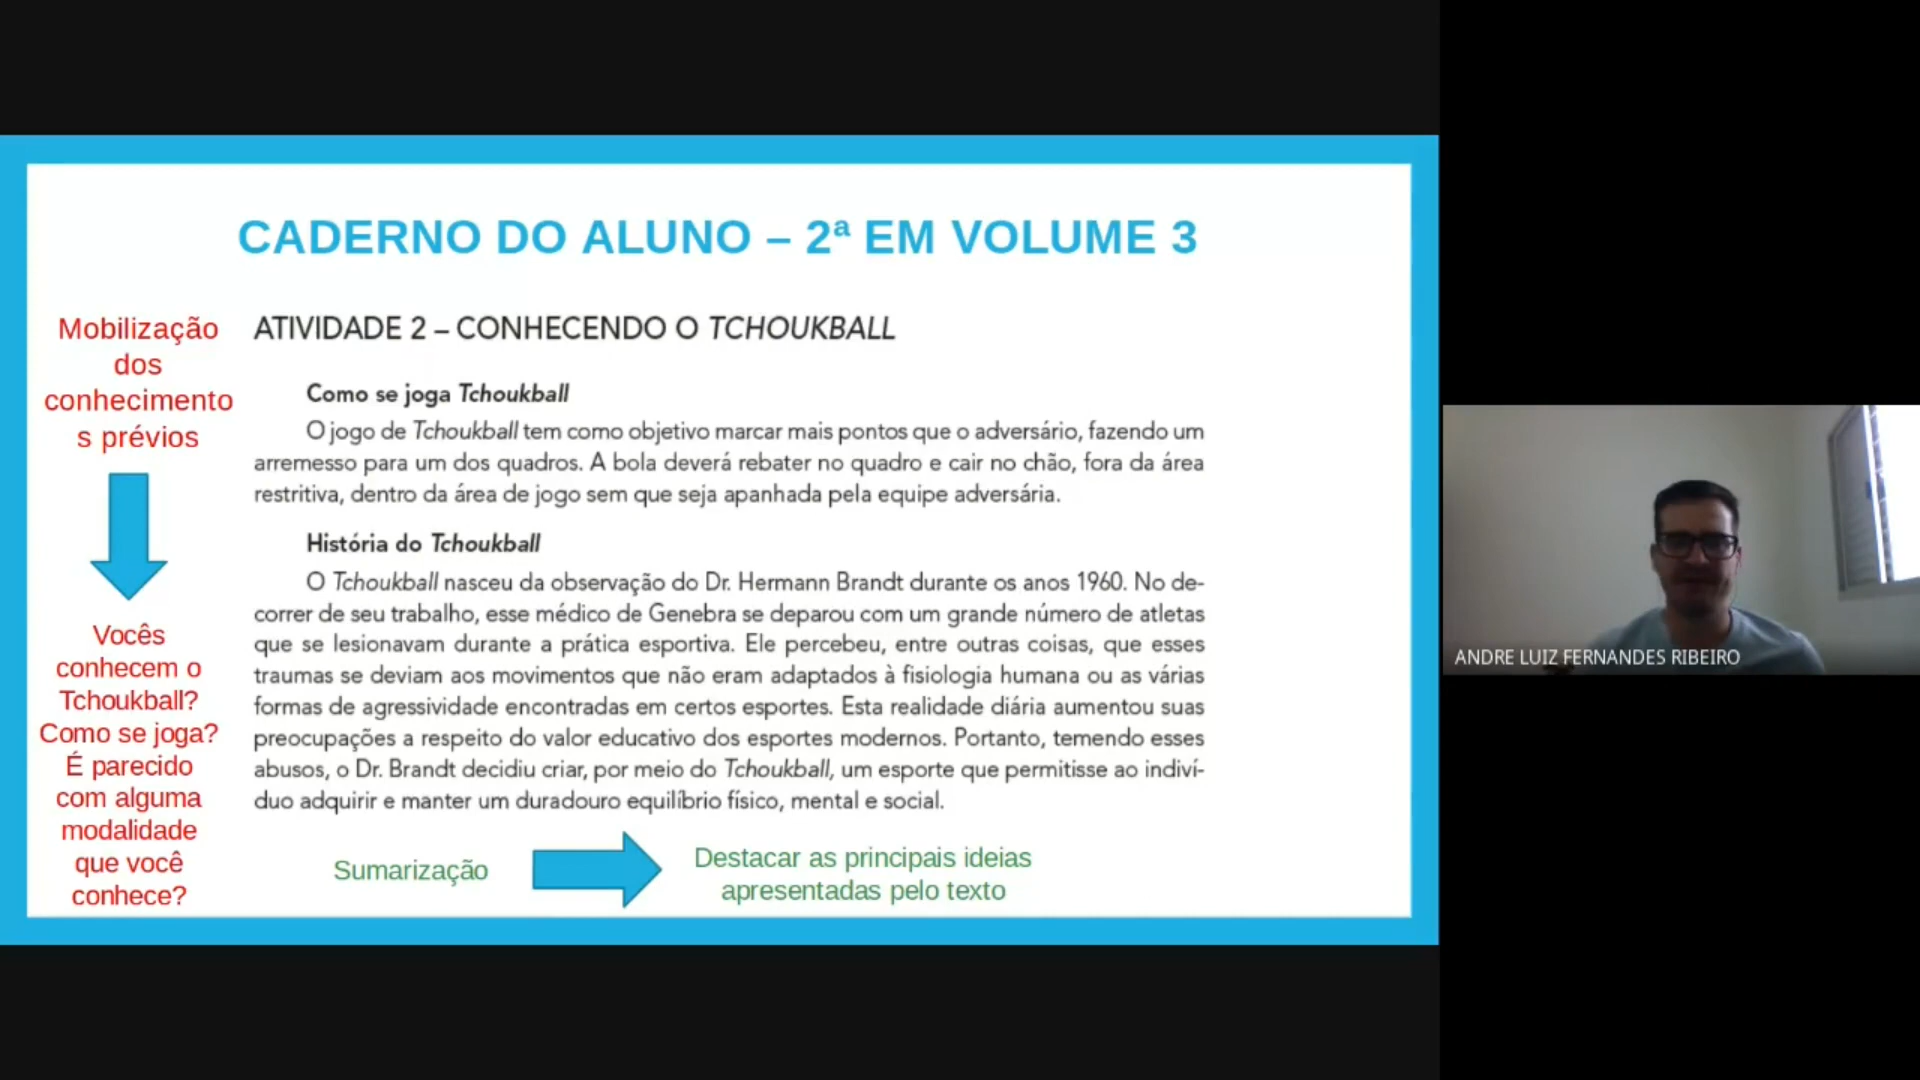 CADERNO DO ALUNO – 2ª EM VOLUME 3
Mobilização
dos
conhecimento
s prévios
Vocês
conhecem o
Tchoukball?
Como se joga?
É parecido
com alguma
modalidade
que você
conhece?
ATIVIDADE 2 – CONHECENDO O TCHOUKBALL
Como se joga Tchoukball
O jogo de Tchoukball tem como objetivo marcar mais pontos que o adversário, fazendo um
arremesso para um dos quadros. A bola deverá rebater no quadro e cair no chão, fora da área
restritiva, dentro da área de jogo sem que seja apanhada pela equipe adversária.
História do Tchoukball
O Tchoukball nasceu da observação do Dr. Hermann Brandt durante os anos 1960. No de-
correr de seu trabalho, esse médico de Genebra se deparou com um grande número de atletas
que se lesionavam durante a prática esportiva. Ele percebeu, entre outras coisas, que esses
traumas se deviam aos movimentos que não eram adaptados à fisiologia humana ou as várias
formas de agressividade encontradas em certos esportes. Esta realidade diária aumentou suas
preocupações a respeito do valor educativo dos esportes modernos. Portanto, temendo esses
abusos, o Dr. Brandt decidiu criar, por meio do Tchoukball, um esporte que permitisse ao indiví-
duo adquirir e manter um duradouro equilíbrio físico, mental e social.
Sumarização
Destacar as principais ideias
apresentadas pelo texto
ANDRE LUIZ FERNANDES RIBEIRO